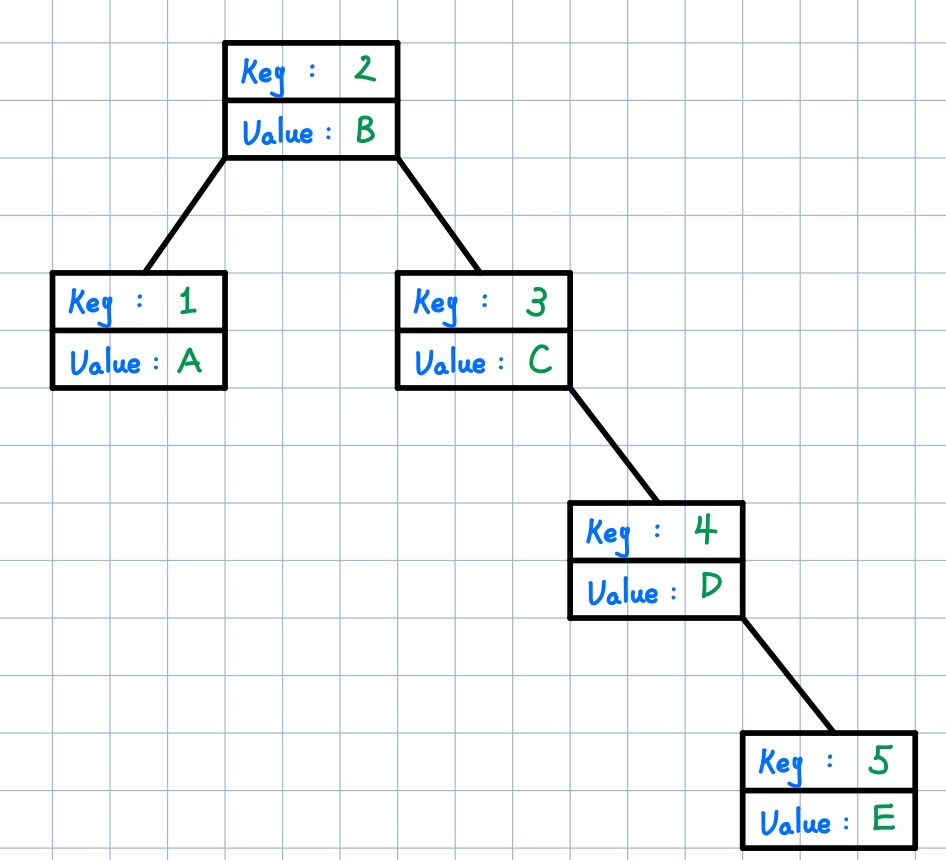 Key : 2
Value : B
Key : 1
Value : A
Key : 3
Value : C
Key : 4
Value : D
Key : 5
Value : E